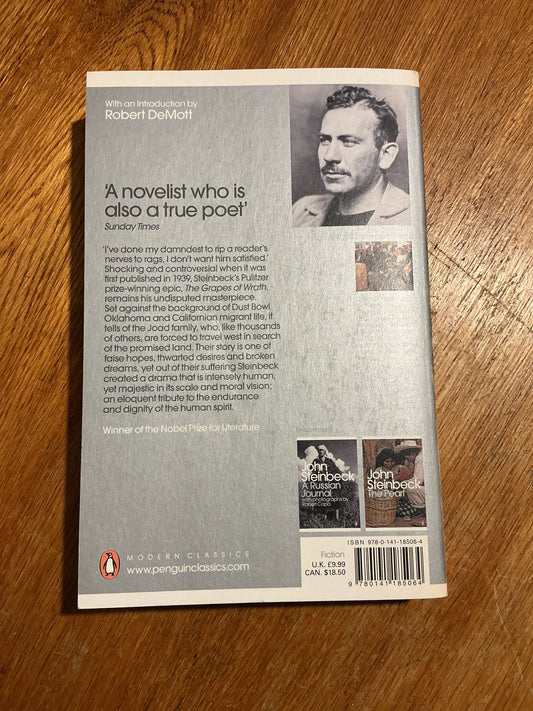 With an Introduction by
Robert DeMott
'A novelist who is
also a true poet'
Sunday Times
'I've done my damndest to rip a reader's
nerves to rags, I don't want him satisfied.'
Shocking and controversial when it was
first published in 1939, Steinbeck's Pulitzer
prize-winning epic, The Grapes of Wrath,
remains his undisputed masterpiece.
Set against the background of Dust Bowl
Oklahoma and Californian migrant life, it
tells of the Joad family, who, like thousands
of others, are forced to travel west in search
of the promised land. Their story is one of
false hopes, thwarted desires and broken
dreams, yet out of their suffering Steinbeck
created a drama that is intensely human,
yet majestic in its scale and moral vision;
an eloquent tribute to the endurance
and dignity of the human spirit.
Winner of the Nobel Prize for Literature
John
Steinbeck
A Russian
Journal
with photographs by
Robert Capa
John
Steinbeck
The Pearl
MODERN CLASSICS
www.penguinclassics.com
Fiction
U.K. £9.99
CAN. $18.50
ISBN 978-0-141-18506-4
9 780141 185064